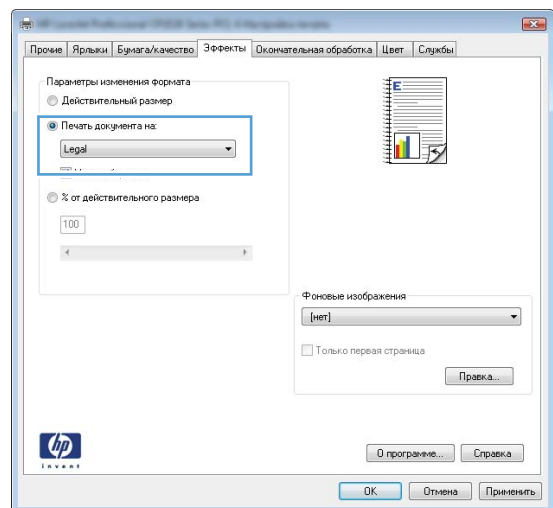 Прочие Ярлыки Бумага/качество Эффекты Окончательная обработка Цвет Службы
Параметры изменения формата
Действительный размер
Печать документа на:
Legal
% от действительного размера
100
E
Фоновые изображения
[нет]
Только первая страница
Правка...
hp
invent
О программе... Справка
OK Отмена Применить